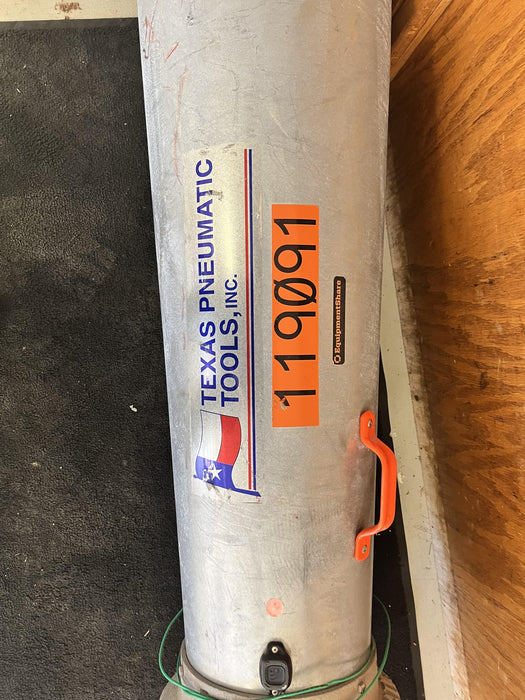 TEXAS PNEUMATIC
TOOLS, INC.
119091
EquipmentShare